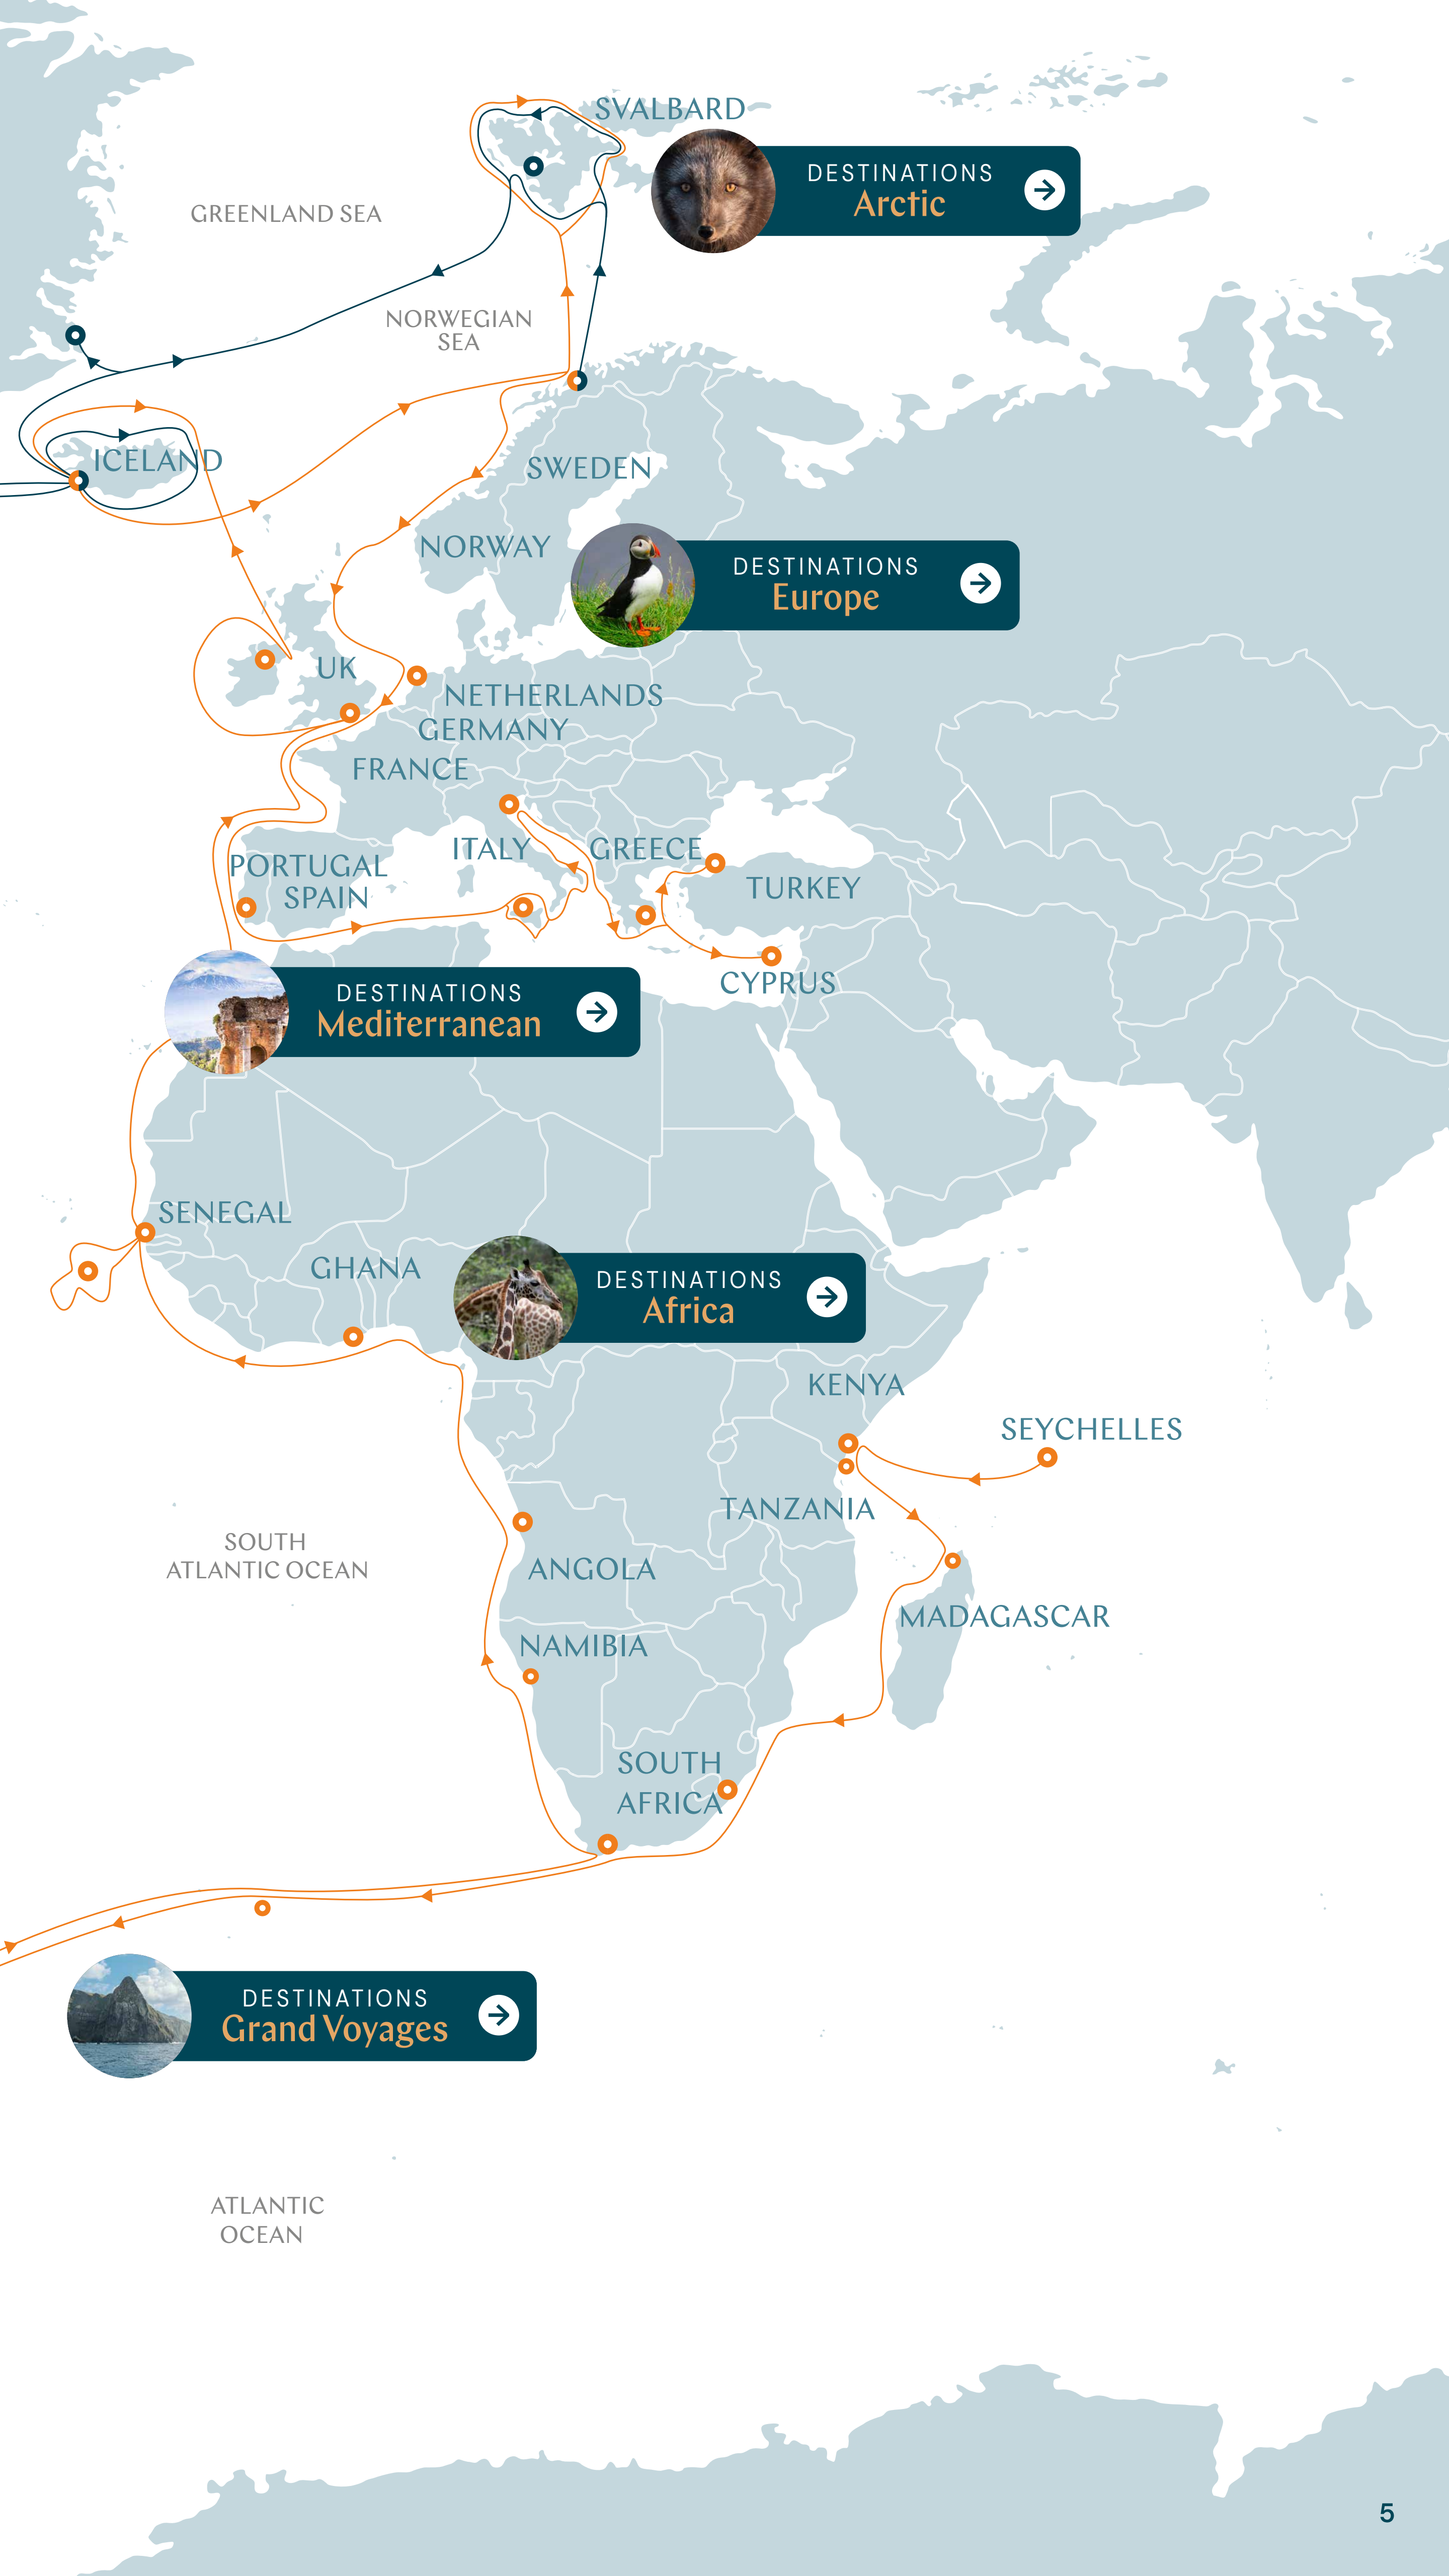 SVALBARD
DESTINATIONS
Arctic
GREENLAND SEA
NORWEGIAN
SEA
ICELAND
SWEDEN
NORWAY
DESTINATIONS
Europe
UK
NETHERLANDS
GERMANY
FRANCE
ITALY
GREECE
PORTUGAL
SPAIN
TURKEY
CYPRUS
DESTINATIONS
Mediterranean
SENEGAL
GHANA
DESTINATIONS
Africa
KENYA
SEYCHELLES
TANZANIA
SOUTH
ATLANTIC OCEAN
ANGOLA
MADAGASCAR
NAMIBIA
SOUTH
AFRICA
DESTINATIONS
Grand Voyages
ATLANTIC
OCEAN
5